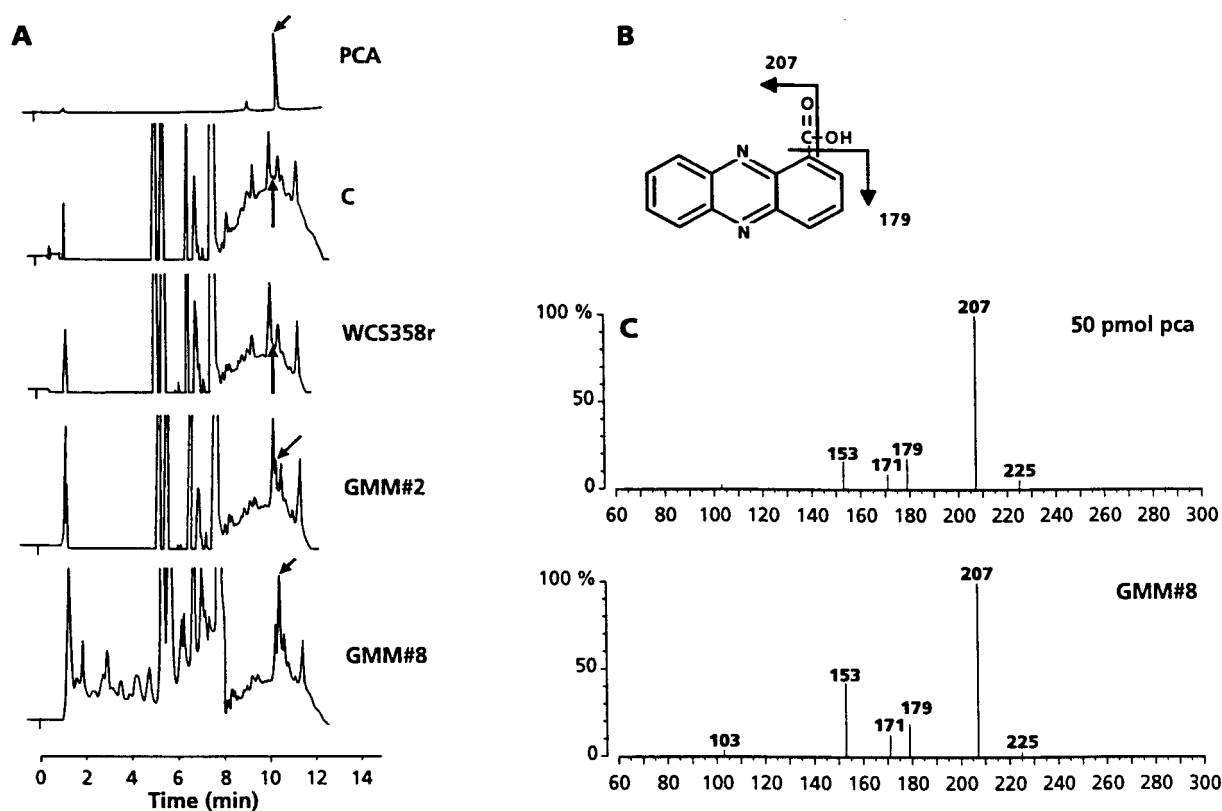 A
PCA
C
WCS358r
GMM#2
GMM#8
0 2 4 6 8 10 12 14
Time (min)
B
207
O
C-OH
N
N
179
C
50 pmol pca
100 %
50
0
153
171
179
207
225
60 80 100 120 140 160 180 200 220 240 260 280 300
GMM#8
100 %
50
0
103
153
171
179
207
225
60 80 100 120 140 160 180 200 220 240 260 280 300